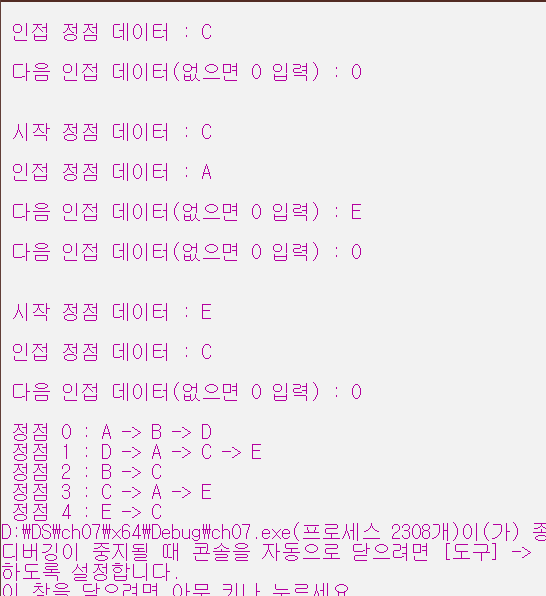 인접 정점 데이터 : C
다음 인접 데이터(없으면 0 입력) : 0
시작 정점 데이터 : C
인접 정점 데이터 : A
다음 인접 데이터(없으면 0 입력) : E
다음 인접 데이터(없으면 0 입력) : 0
시작 정점 데이터 : E
인접 정점 데이터 : C
다음 인접 데이터(없으면 0 입력) : 0
정점 0 : A -> B -> D
정점 1 : D -> A -> C -> E
정점 2 : B -> C
정점 3 : C -> A -> E
정점 4 : E -> C
D:\DS\ch07\x64\Debug\ch07.exe(프로세스 2308개)이(가) 종
디버깅이 중지될 때 콘솔을 자동으로 닫으려면 [도구] ->
하도록 설정합니다.
이 창을 닫으려면 아무 키나 누르세요